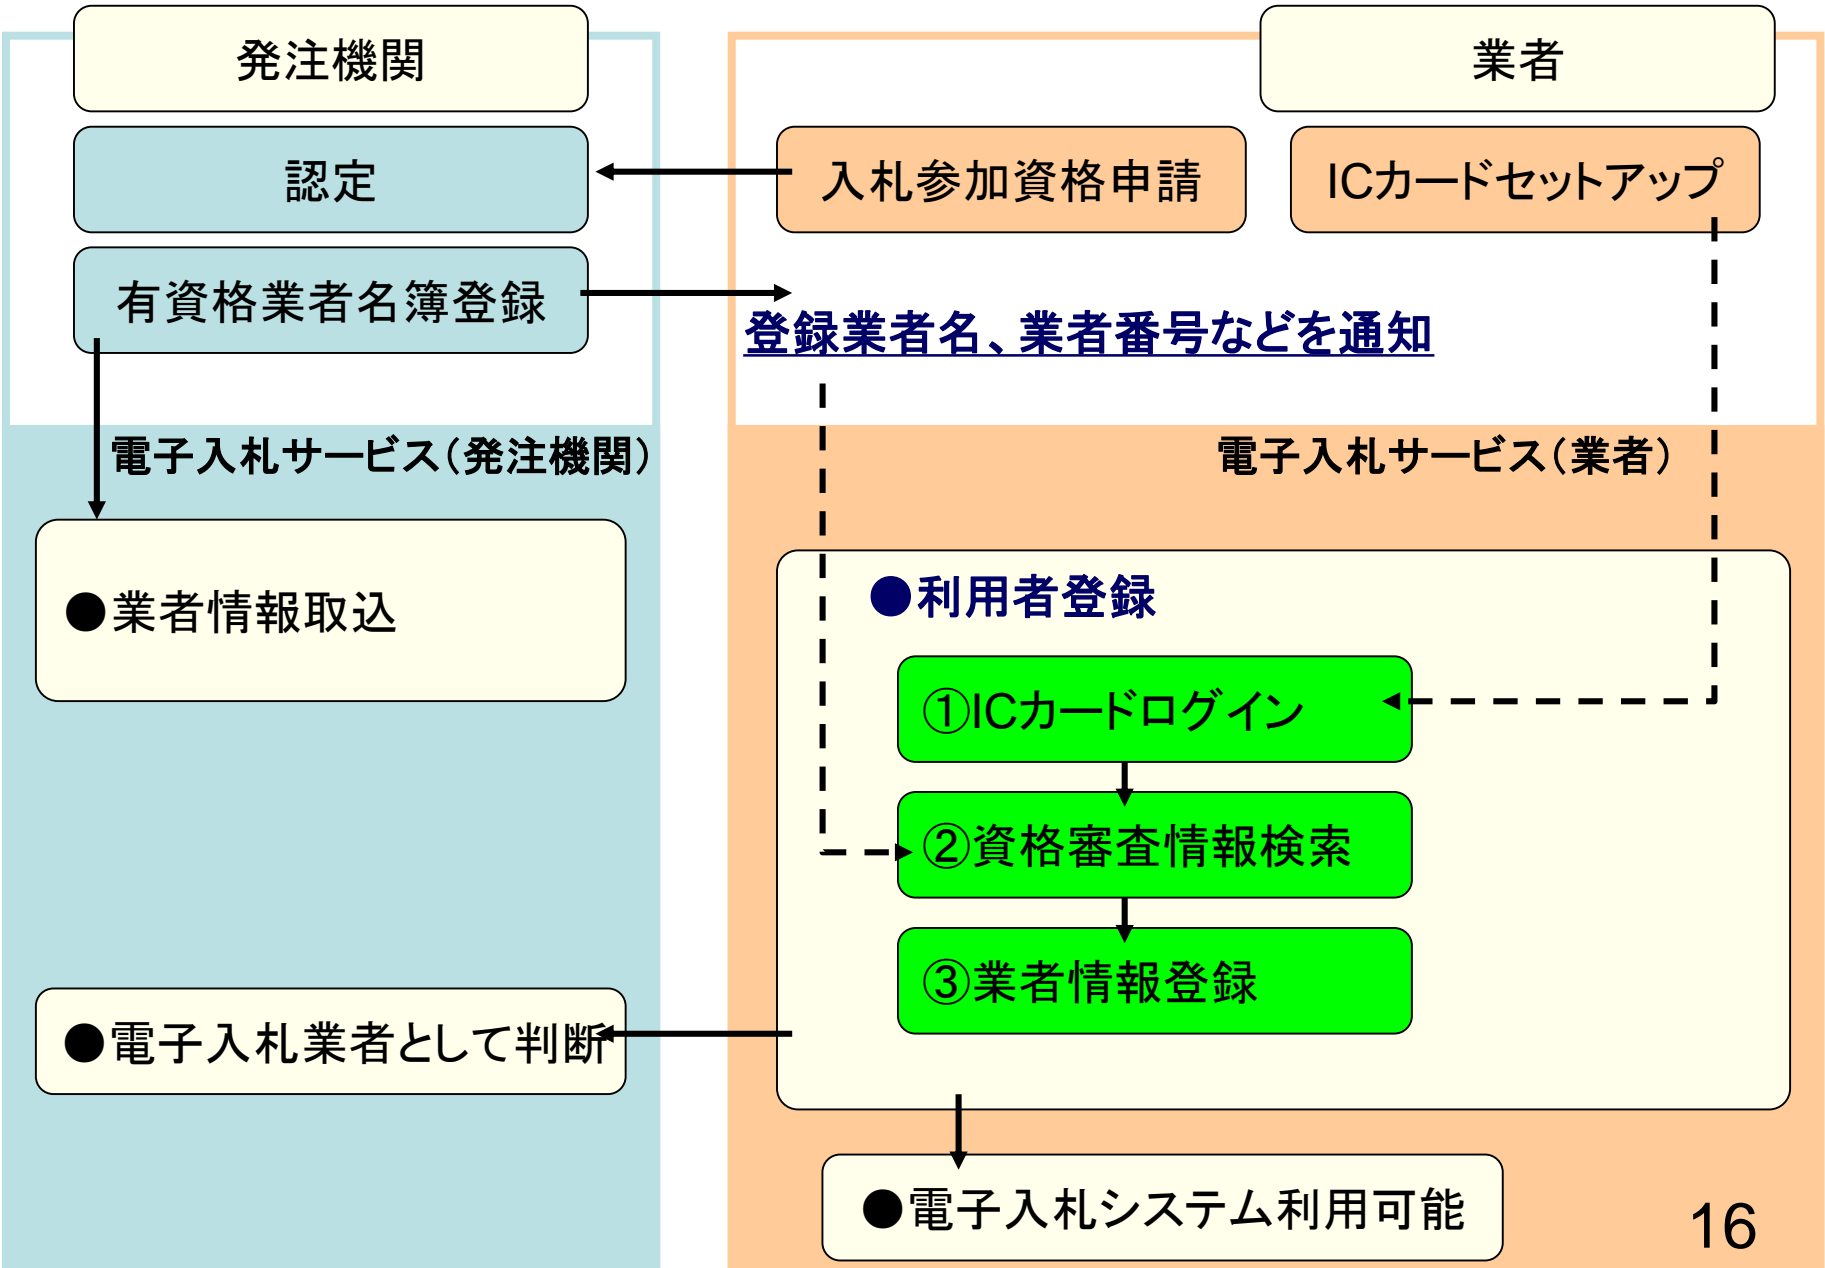 発注機関
業者
認定
入札参加資格申請
ICカードセットアップ
有資格業者名簿登録
登録業者名、業者番号などを通知
電子入札サービス(発注機関)
電子入札サービス(業者)
●業者情報取込
●利用者登録
①ICカードログイン
②資格審査情報検索
③業者情報登録
●電子入札業者として判断
●電子入札システム利用可能
16